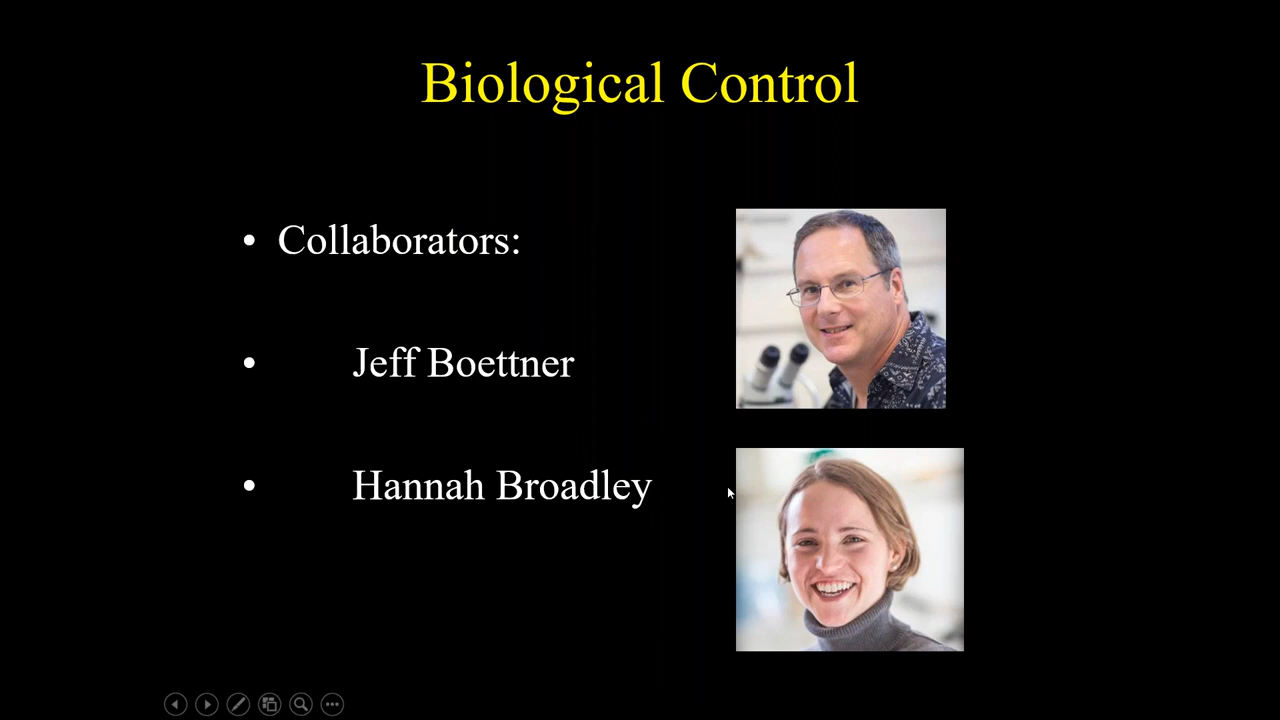 Biological Control
• Collaborators:
• Jeff Boettner
• Hannah Broadley